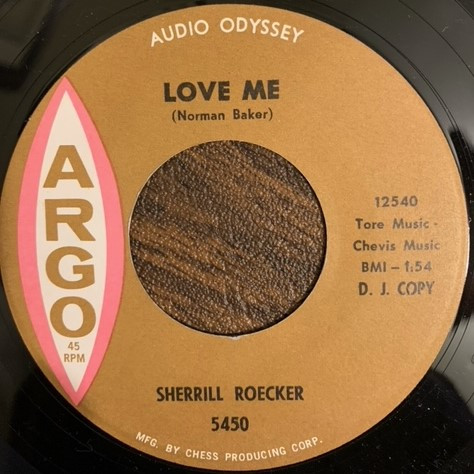 AUDIO ODYSSEY
LOVE ME
(Norman Baker)
ARGO
45
RPM
12540
Tore Music -
Chevis Music
BMI - 1:54
D. J. COPY
SHERRILL ROECKER
5450
MFG. BY CHESS PRODUCING CORP.